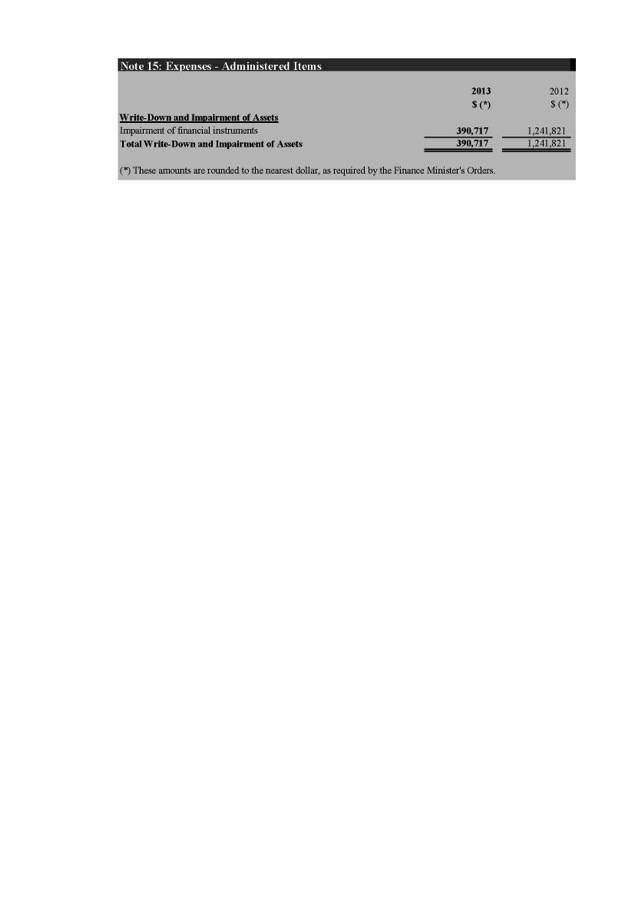 Note 15: Expenses - Administered Items
2013 2012
$ (*) $ (*)
Write-Down and Impairment of Assets
Impairment of financial instruments 390,717 1,241,821
Total Write-Down and Impairment of Assets 390,717 1,241,821
(*) These amounts are rounded to the nearest dollar, as required by the Finance Minister's Orders.